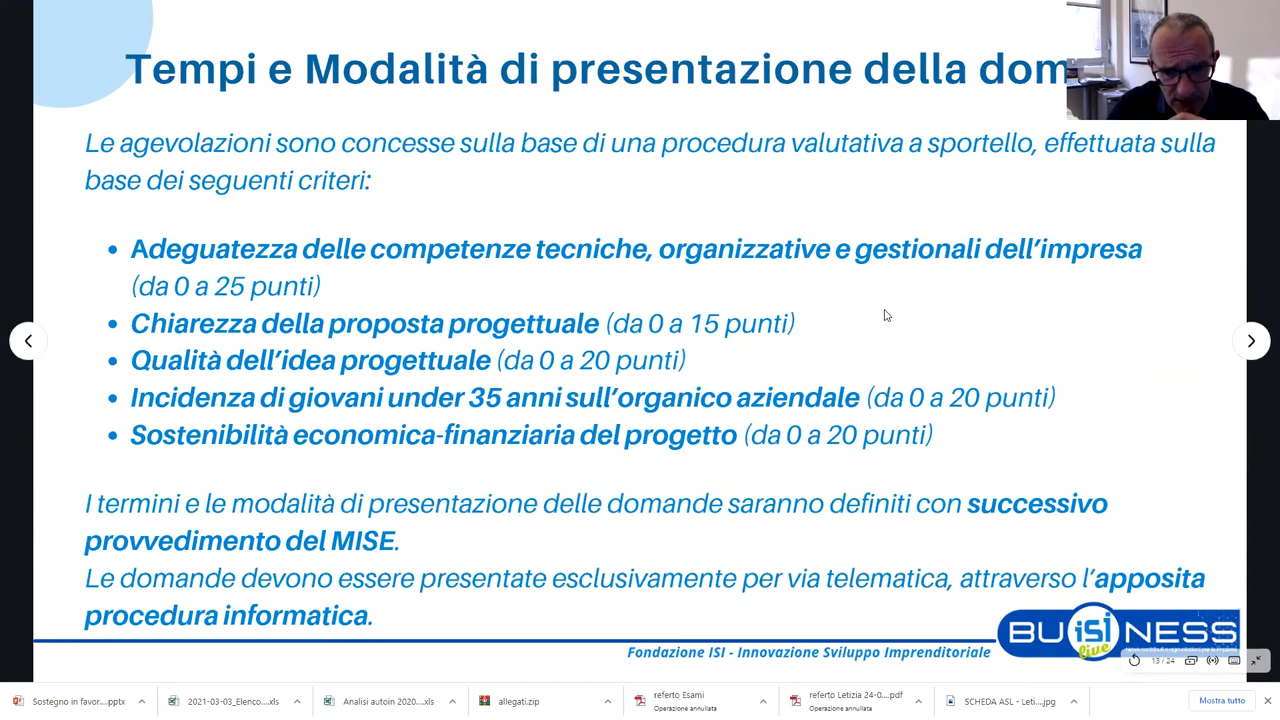 Tempi e Modalità di presentazione della dom
Le agevolazioni sono concesse sulla base di una procedura valutativa a sportello, effettuata sulla
base dei seguenti criteri:
• Adeguatezza delle competenze tecniche, organizzative e gestionali dell'impresa
(da 0 a 25 punti)
• Chiarezza della proposta progettuale (da 0 a 15 punti)
• Qualità dell'idea progettuale (da 0 a 20 punti)
• Incidenza di giovani under 35 anni sull'organico aziendale (da 0 a 20 punti)
• Sostenibilità economica-finanziaria del progetto (da 0 a 20 punti)
I termini e le modalità di presentazione delle domande saranno definiti con successivo
provvedimento del MISE.
Le domande devono essere presentate esclusivamente per via telematica, attraverso l'apposita
procedura informatica.
BUiSiNESS
live
Fondazione ISI - Innovazione Sviluppo Imprenditoriale
13 / 24
Sostegno in favor....pptx
2021-03-03_Elenco....xls
Analisi autoin 2020....xls
allegati.zip
referto Esami
Operazione annullata
referto Letizia 24-0....pdf
Operazione annullata
SCHEDA ASL - Leti....jpg
Mostra tutto